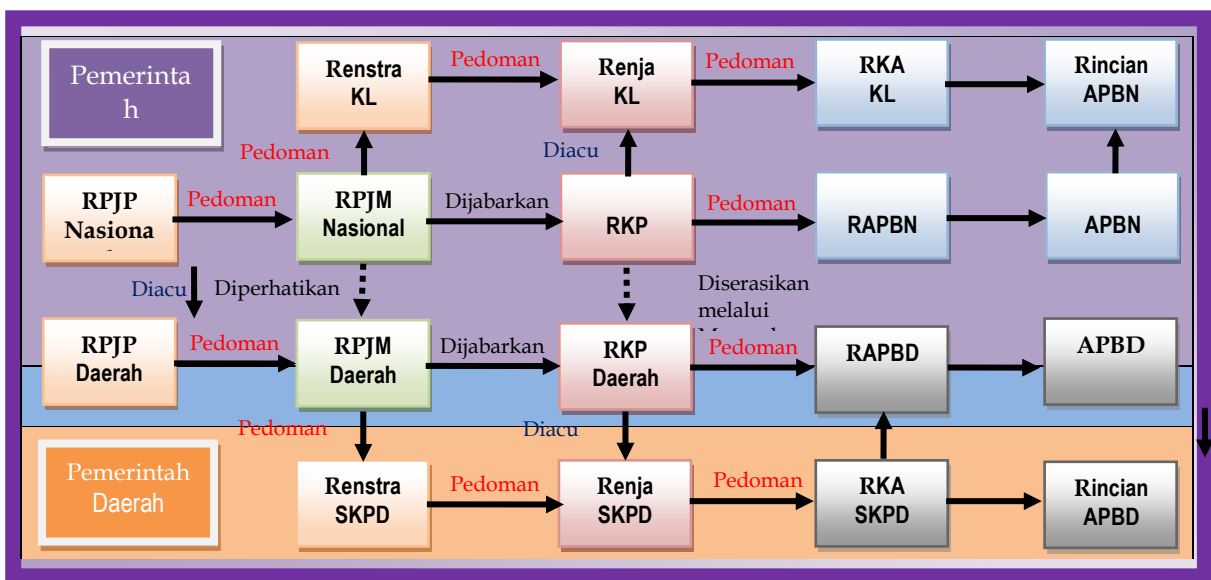 Pemerinta
h
Renstra
KL
Pedoman
Renja
KL
Pedoman
RKA
KL
Rincian
APBN
Pedoman
Diacu
RPJP
Nasiona
Pedoman
RPJM
Nasional
Dijabarkan
RKP
Pedoman
RAPBN
APBN
Diacu
Diperhatikan
Diserasikan
melalui
RPJP
Daerah
Pedoman
RPJM
Daerah
Dijabarkan
RKP
Daerah
Pedoman
RAPBD
APBD
Pedoman
Diacu
Pemerintah
Daerah
Renstra
SKPD
Pedoman
Renja
SKPD
Pedoman
RKA
SKPD
Rincian
APBD